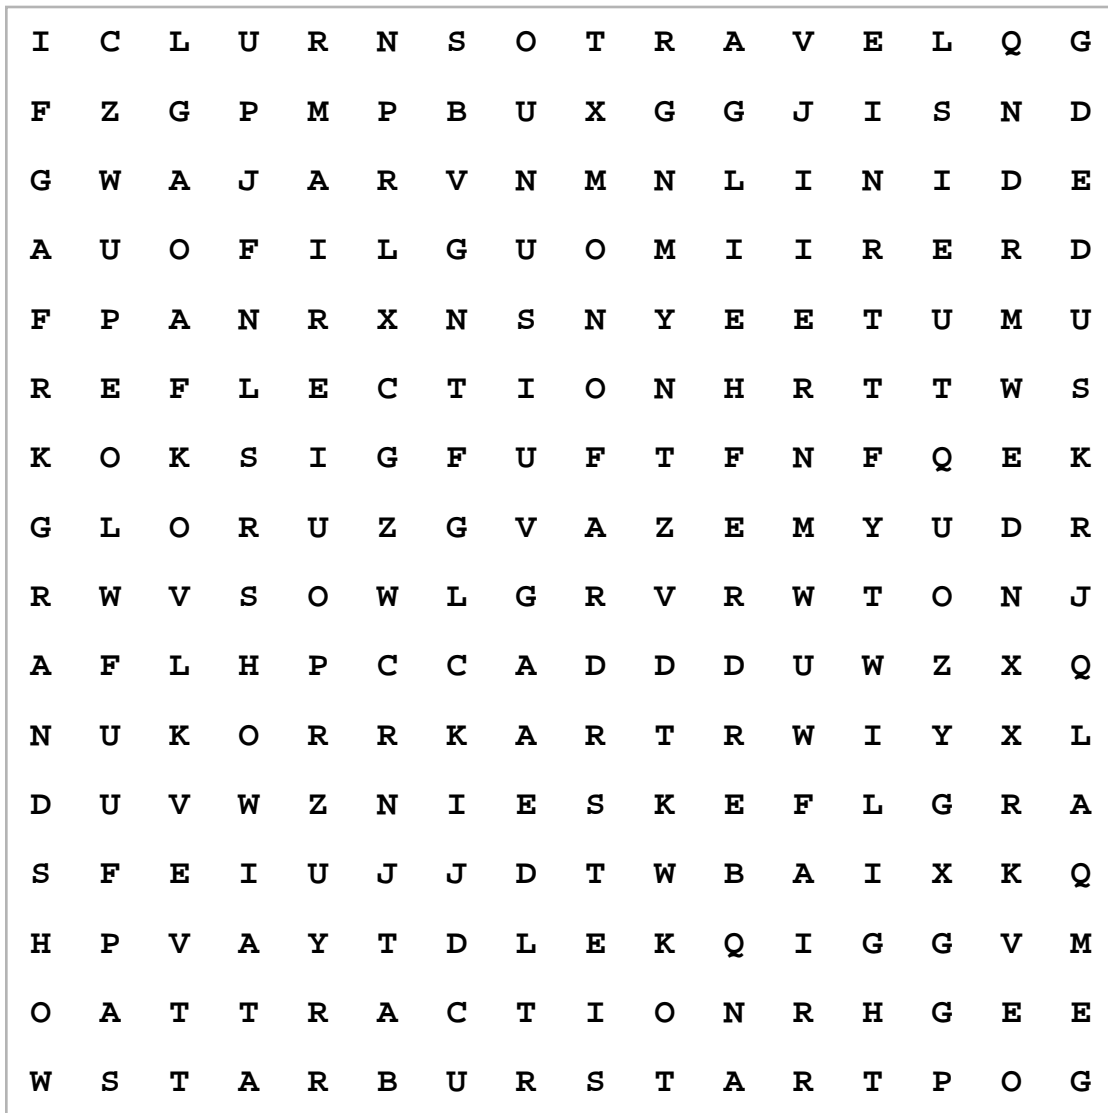 I C L U R N S O T R A V E L Q G
F Z G P M P B U X G G J I S N D
G W A J A R V N M N L I N I D E
A U O F I L G U O M I I R E R D
F P A N R X N S N Y E E T U M U
R E F L E C T I O N H R T T W S
K O K S I G F U F T F N F Q E K
G L O R U Z G V A Z E M Y U D R
R W V S O W L G R V R W T O N J
A F L H P C C A D D D U W Z X Q
N U K O R R K A R T R W I Y X L
D U V W Z N I E S K E F L G R A
S F E I U J J D T W B A I X K Q
H P V A Y T D L E K Q I G G V M
O A T T R A C T I O N R H G E E
W S T A R B U R S T A R T P O G